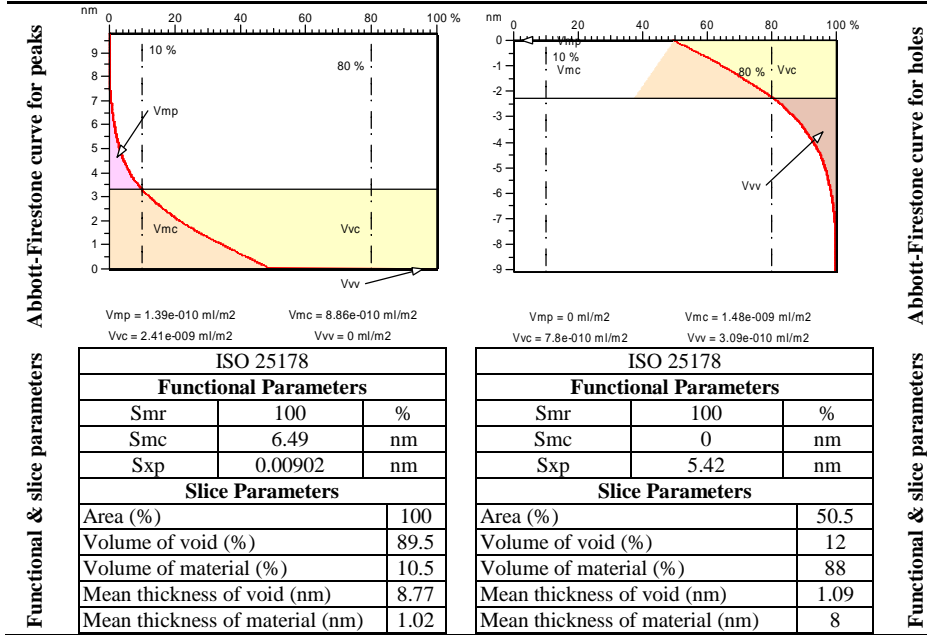 Abbott-Firestone curve for peaks
nm
0 20 40 60 80 100 %
9
8
7
6
5
4
3
2
1
0
10 %
80 %
Vmp
Vmc
Vvc
Vvv
Vmp = 1.39e-010 ml/m2 Vmc = 8.86e-010 ml/m2
Vvc = 2.41e-009 ml/m2 Vvv = 0 ml/m2
nm
0 20 40 60 80 100 %
0
-1
-2
-3
-4
-5
-6
-7
-8
-9
Vmp
10 %
Vmc
80 %
Vvc
Vvv
Vmp = 0 ml/m2 Vmc = 1.48e-009 ml/m2
Vvc = 7.8e-010 ml/m2 Vvv = 3.09e-010 ml/m2
Abbott-Firestone curve for holes
Functional & slice parameters
ISO 25178
Functional Parameters
Smr 100 %
Smc 6.49 nm
Sxp 0.00902 nm
Slice Parameters
Area (%) 100
Volume of void (%) 89.5
Volume of material (%) 10.5
Mean thickness of void (nm) 8.77
Mean thickness of material (nm) 1.02
ISO 25178
Functional Parameters
Smr 100 %
Smc 0 nm
Sxp 5.42 nm
Slice Parameters
Area (%) 50.5
Volume of void (%) 12
Volume of material (%) 88
Mean thickness of void (nm) 1.09
Mean thickness of material (nm) 8
Functional & slice parameters